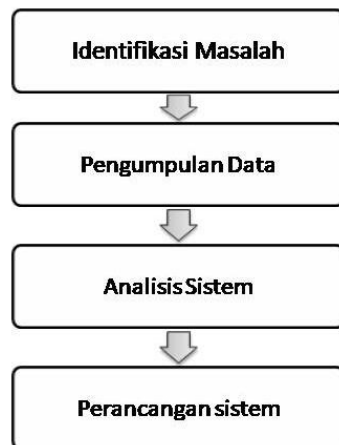 Identifikasi Masalah
Pengumpulan Data
Analisis Sistem
Perancangan sistem